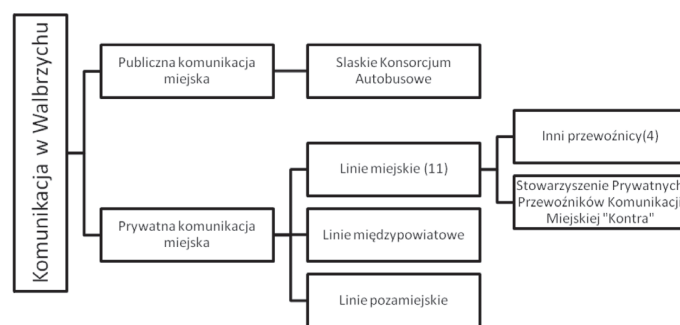 Komunikacja w Walbrzychu
Publiczna komunikacja
miejska
Slaskie Konsorcjum
Autobusowe
Prywatna komunikacja
miejska
Linie miejskie (11)
Inni przewoźnicy(4)
Stowarzyszenie Prywatnych
Przewoźników Komunikacji
Miejskiej "Kontra"
Linie międzypowiatowe
Linie pozamiejskie